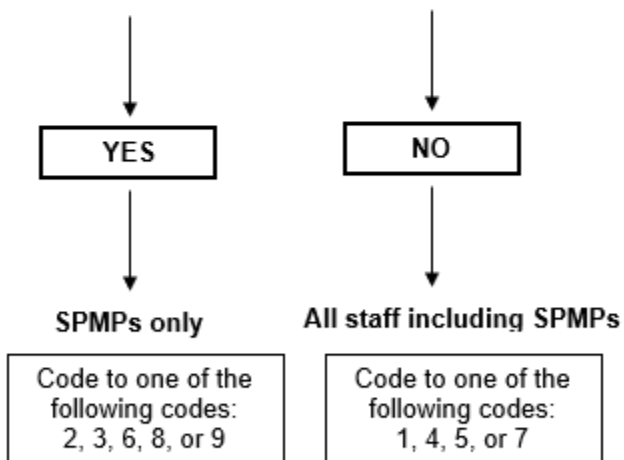 YES
NO
SPMPs only
All staff including SPMPs
Code to one of the
following codes:
2, 3, 6, 8, or 9
Code to one of the
following codes:
1, 4, 5, or 7